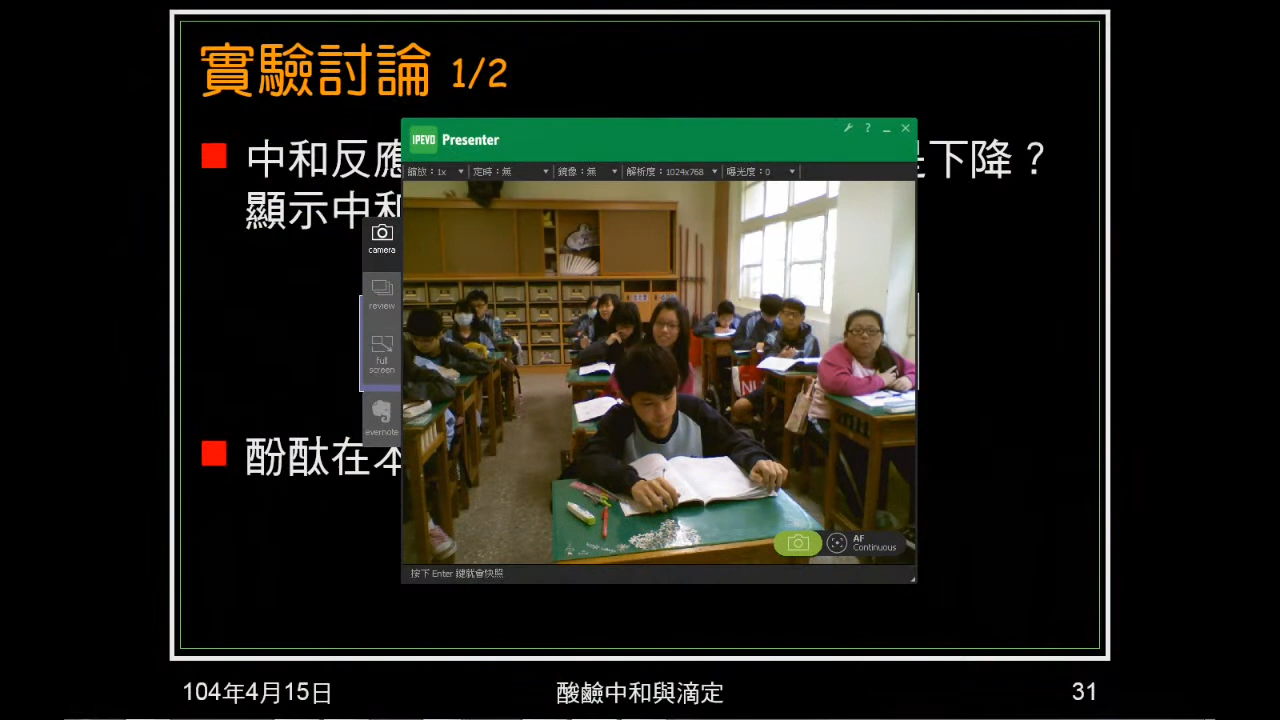 實驗討論 1/2
中和反應
是下降？
顯示中和
酚酞在本
IPEVO Presenter
縮放：1x 定時：無 鏡像：無 解析度：1024x768 曝光度：0
camera
review
full
screen
evernote
AF
Continuous
按下 Enter 鍵就會快照
104年4月15日 酸鹼中和與滴定 31